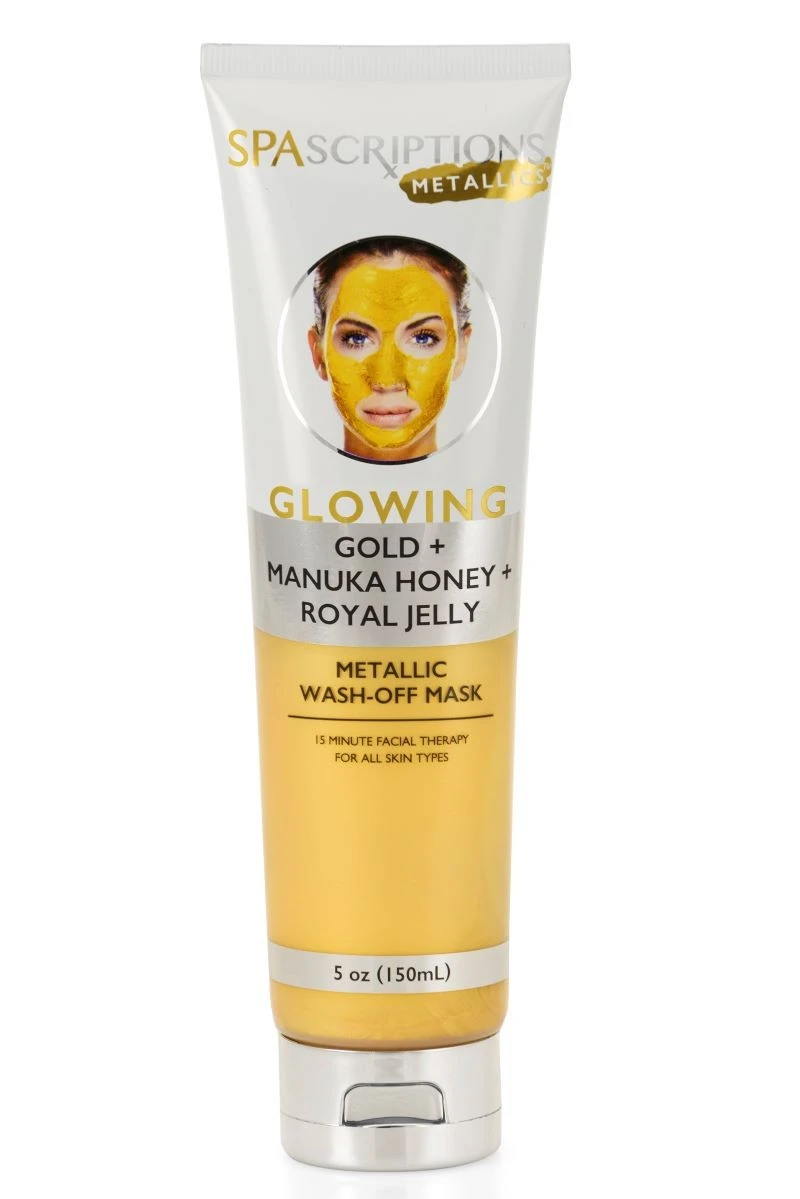 SPASCRIPTIONS
METALLICS
GLOWING
GOLD +
MANUKA HONEY +
ROYAL JELLY
METALLIC
WASH-OFF MASK
15 MINUTE FACIAL THERAPY
FOR ALL SKIN TYPES
5 oz (150mL)